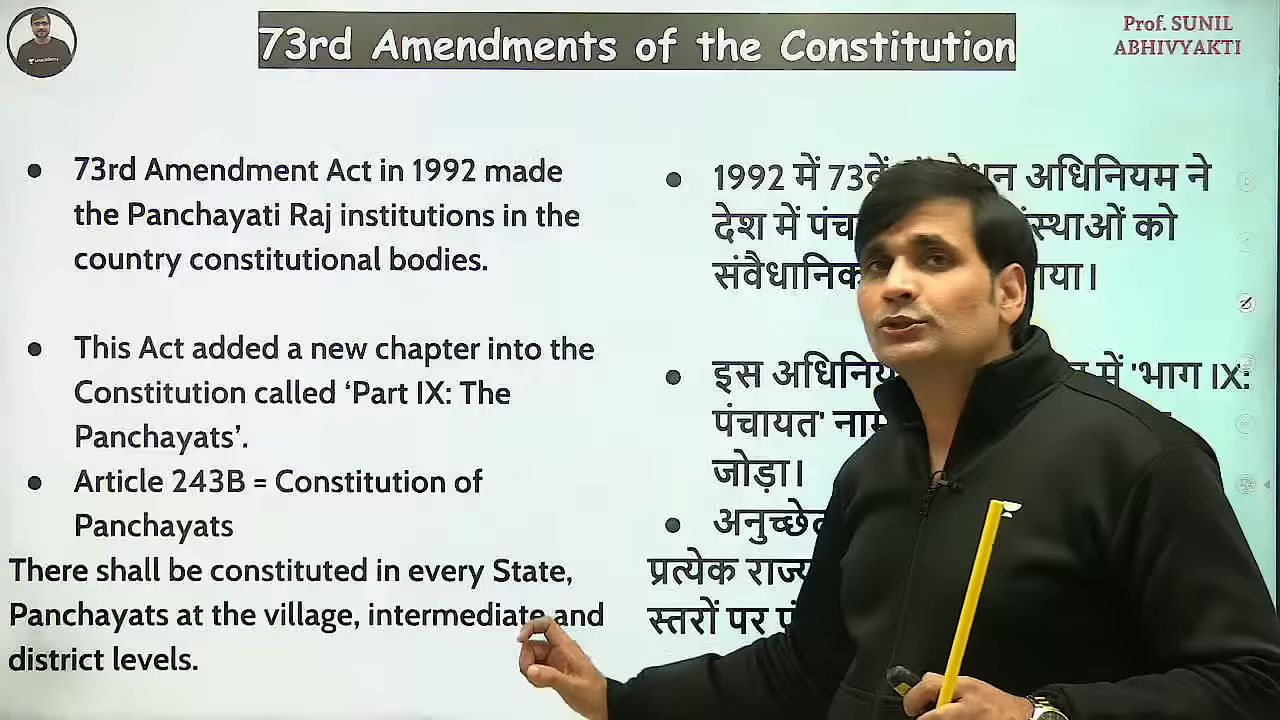 73rd Amendments of the Constitution
Prof. SUNIL
ABHIVYAKTI
73rd Amendment Act in 1992 made
the Panchayati Raj institutions in the
country constitutional bodies.
This Act added a new chapter into the
Constitution called ‘Part IX: The
Panchayats’.
Article 243B = Constitution of
Panchayats
There shall be constituted in every State,
Panchayats at the village, intermediate and
district levels.
1992 में 73वें अधिनियम ने
देश में को
संवैधानिक
इस में 'भाग IX:
पंचायत'
जोड़ा।
प्रत्येक राज्य
स्तरों पर